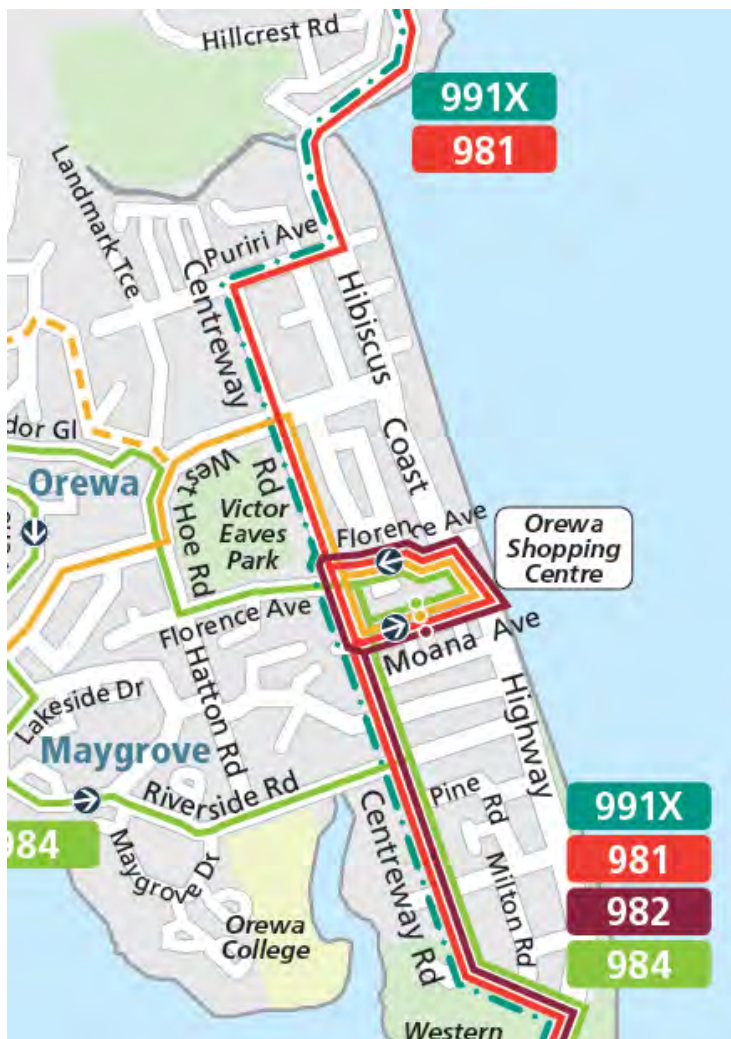 Hillcrest Rd
991X
981
Landmark Tce
Puriri Ave
Centreway
Rd
Hibiscus
Coast
Highway
dor Gl
Orewa
West Hoe Rd
Victor
Eaves
Park
Florence Ave
Orewa
Shopping
Centre
Florence Ave
Moana Ave
Hatton Rd
Lakeside Dr
Maygrove
Riverside Rd
984
Maygrove Dr
Pine
Rd
Milton Rd
Centreway Rd
991X
981
982
984
Orewa
College
Western